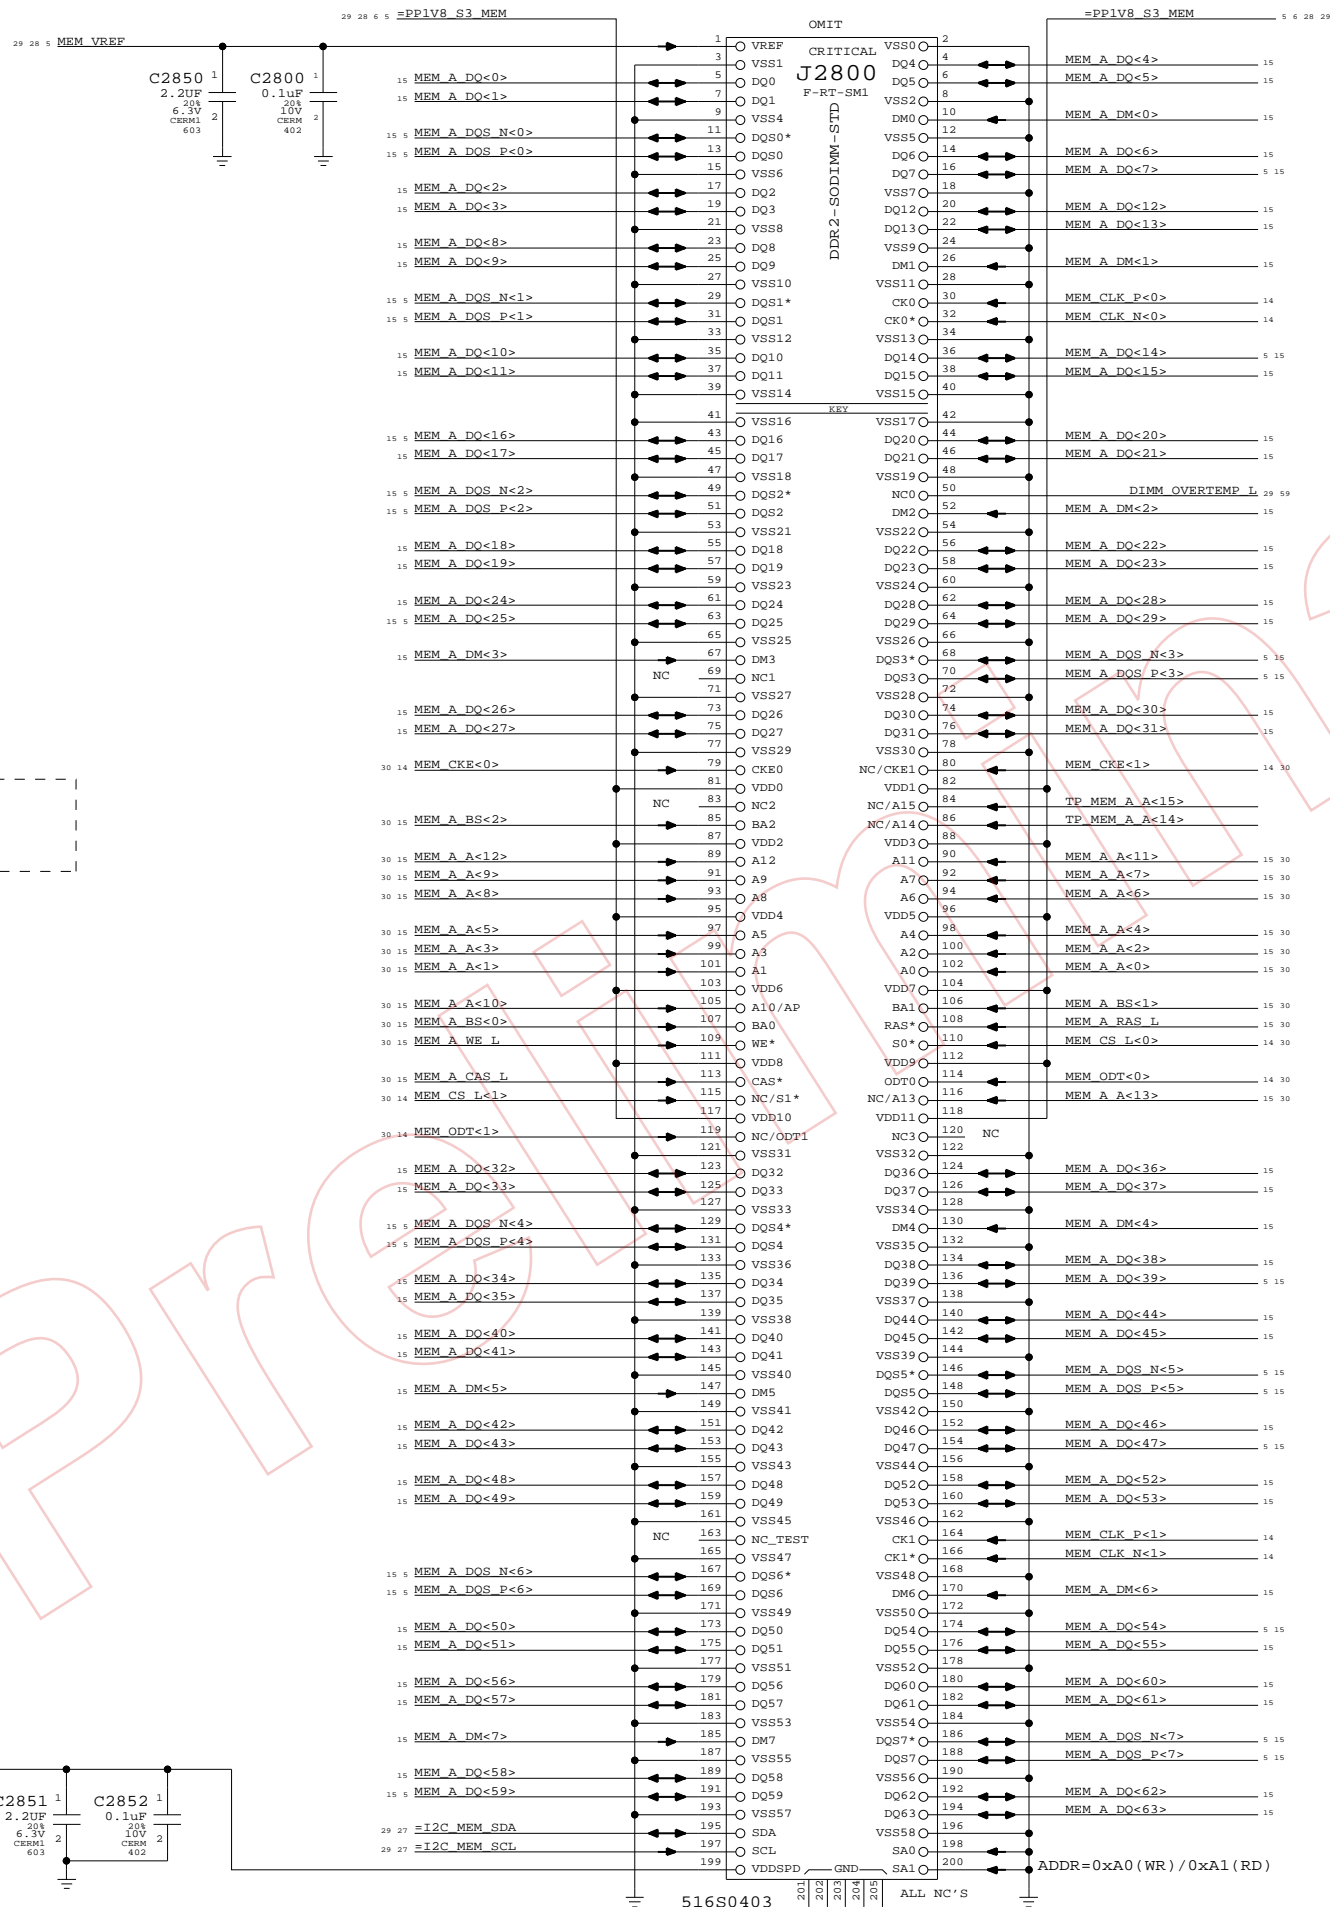 29 28 6 5 =PP1V8_S3_MEM
=PP1V8_S3_MEM 5 6 28 29
29 28 5 MEM_VREF
OMIT
CRITICAL
J2800
F-RT-SM1
DDR2-SODIMM-STD
C2850 1
2.2UF
20%
6.3V
CERM1
603
2
C2800 1
0.1uF
20%
10V
CERM
402
2
1 VREF VSS0 2
3 VSS1 DQ4 4 MEM_A_DQ<4> 15
15 MEM_A_DQ<0> 5 DQ0 DQ5 6 MEM_A_DQ<5> 15
15 MEM_A_DQ<1> 7 DQ1 VSS2 8
9 VSS4 DM0 10 MEM_A_DM<0> 15
15 5 MEM_A_DQS_N<0> 11 DQS0* VSS5 12
15 5 MEM_A_DQS_P<0> 13 DQS0 DQ6 14 MEM_A_DQ<6> 15
15 VSS6 DQ7 16 MEM_A_DQ<7> 5 15
15 MEM_A_DQ<2> 17 DQ2 VSS7 18
15 MEM_A_DQ<3> 19 DQ3 DQ12 20 MEM_A_DQ<12> 15
21 VSS8 DQ13 22 MEM_A_DQ<13> 15
15 MEM_A_DQ<8> 23 DQ8 VSS9 24
15 MEM_A_DQ<9> 25 DQ9 DM1 26 MEM_A_DM<1> 15
27 VSS10 VSS11 28
15 5 MEM_A_DQS_N<1> 29 DQS1* CK0 30 MEM_CLK_P<0> 14
15 5 MEM_A_DQS_P<1> 31 DQS1 CK0* 32 MEM_CLK_N<0> 14
33 VSS12 VSS13 34
15 MEM_A_DQ<10> 35 DQ10 DQ14 36 MEM_A_DQ<14> 5 15
15 MEM_A_DQ<11> 37 DQ11 DQ15 38 MEM_A_DQ<15> 15
39 VSS14 VSS15 40
KEY
41 VSS16 VSS17 42
15 5 MEM_A_DQ<16> 43 DQ16 DQ20 44 MEM_A_DQ<20> 15
15 MEM_A_DQ<17> 45 DQ17 DQ21 46 MEM_A_DQ<21> 15
47 VSS18 VSS19 48
15 5 MEM_A_DQS_N<2> 49 DQS2* NC0 50 DIMM_OVERTEMP_L 29 59
15 5 MEM_A_DQS_P<2> 51 DQS2 DM2 52 MEM_A_DM<2> 15
53 VSS21 VSS22 54
15 MEM_A_DQ<18> 55 DQ18 DQ22 56 MEM_A_DQ<22> 15
15 MEM_A_DQ<19> 57 DQ19 DQ23 58 MEM_A_DQ<23> 15
59 VSS23 VSS24 60
15 MEM_A_DQ<24> 61 DQ24 DQ28 62 MEM_A_DQ<28> 15
15 5 MEM_A_DQ<25> 63 DQ25 DQ29 64 MEM_A_DQ<29> 15
65 VSS25 VSS26 66
15 MEM_A_DM<3> 67 DM3 DQS3* 68 MEM_A_DQS_N<3> 5 15
NC 69 NC1 DQS3 70 MEM_A_DQS_P<3> 5 15
71 VSS27 VSS28 72
15 MEM_A_DQ<26> 73 DQ26 DQ30 74 MEM_A_DQ<30> 15
15 MEM_A_DQ<27> 75 DQ27 DQ31 76 MEM_A_DQ<31> 15
77 VSS29 VSS30 78
30 14 MEM_CKE<0> 79 CKE0 NC/CKE1 80 MEM_CKE<1> 14 30
81 VDD0 VDD1 82
NC 83 NC2 NC/A15 84 TP_MEM_A_A<15>
30 15 MEM_A_BS<2> 85 BA2 NC/A14 86 TP_MEM_A_A<14>
87 VDD2 VDD3 88
30 15 MEM_A_A<12> 89 A12 A11 90 MEM_A_A<11> 15 30
30 15 MEM_A_A<9> 91 A9 A7 92 MEM_A_A<7> 15 30
30 15 MEM_A_A<8> 93 A8 A6 94 MEM_A_A<6> 15 30
95 VDD4 VDD5 96
30 15 MEM_A_A<5> 97 A5 A4 98 MEM_A_A<4> 15 30
30 15 MEM_A_A<3> 99 A3 A2 100 MEM_A_A<2> 15 30
30 15 MEM_A_A<1> 101 A1 A0 102 MEM_A_A<0> 15 30
103 VDD6 VDD7 104
30 15 MEM_A_A<10> 105 A10/AP BA1 106 MEM_A_BS<1> 15 30
30 15 MEM_A_BS<0> 107 BA0 RAS* 108 MEM_A_RAS_L 15 30
30 15 MEM_A_WE_L 109 WE* S0* 110 MEM_CS_L<0> 14 30
111 VDD8 VDD9 112
30 15 MEM_A_CAS_L 113 CAS* ODT0 114 MEM_ODT<0> 14 30
30 14 MEM_CS_L<1> 115 NC/S1* NC/A13 116 MEM_A_A<13> 15 30
117 VDD10 VDD11 118
30 14 MEM_ODT<1> 119 NC/ODT1 NC3 120 NC
121 VSS31 VSS32 122
15 MEM_A_DQ<32> 123 DQ32 DQ36 124 MEM_A_DQ<36> 15
15 MEM_A_DQ<33> 125 DQ33 DQ37 126 MEM_A_DQ<37> 15
127 VSS33 VSS34 128
15 5 MEM_A_DQS_N<4> 129 DQS4* DM4 130 MEM_A_DM<4> 15
15 5 MEM_A_DQS_P<4> 131 DQS4 VSS35 132
133 VSS36 DQ38 134 MEM_A_DQ<38> 15
15 MEM_A_DQ<34> 135 DQ34 DQ39 136 MEM_A_DQ<39> 5 15
15 MEM_A_DQ<35> 137 DQ35 VSS37 138
139 VSS38 DQ44 140 MEM_A_DQ<44> 15
15 MEM_A_DQ<40> 141 DQ40 DQ45 142 MEM_A_DQ<45> 15
15 MEM_A_DQ<41> 143 DQ41 VSS39 144
145 VSS40 DQS5* 146 MEM_A_DQS_N<5> 5 15
15 MEM_A_DM<5> 147 DM5 DQS5 148 MEM_A_DQS_P<5> 5 15
149 VSS41 VSS42 150
15 MEM_A_DQ<42> 151 DQ42 DQ46 152 MEM_A_DQ<46> 15
15 MEM_A_DQ<43> 153 DQ43 DQ47 154 MEM_A_DQ<47> 5 15
155 VSS43 VSS44 156
15 MEM_A_DQ<48> 157 DQ48 DQ52 158 MEM_A_DQ<52> 15
15 MEM_A_DQ<49> 159 DQ49 DQ53 160 MEM_A_DQ<53> 15
161 VSS45 VSS46 162
NC 163 NC_TEST CK1 164 MEM_CLK_P<1> 14
165 VSS47 CK1* 166 MEM_CLK_N<1> 14
15 5 MEM_A_DQS_N<6> 167 DQS6* VSS48 168
15 5 MEM_A_DQS_P<6> 169 DQS6 DM6 170 MEM_A_DM<6> 15
171 VSS49 VSS50 172
15 MEM_A_DQ<50> 173 DQ50 DQ54 174 MEM_A_DQ<54> 5 15
15 MEM_A_DQ<51> 175 DQ51 DQ55 176 MEM_A_DQ<55> 15
177 VSS51 VSS52 178
15 MEM_A_DQ<56> 179 DQ56 DQ60 180 MEM_A_DQ<60> 15
15 MEM_A_DQ<57> 181 DQ57 DQ61 182 MEM_A_DQ<61> 15
183 VSS53 VSS54 184
15 MEM_A_DM<7> 185 DM7 DQS7* 186 MEM_A_DQS_N<7> 5 15
187 VSS55 DQS7 188 MEM_A_DQS_P<7> 5 15
15 MEM_A_DQ<58> 189 DQ58 VSS56 190
15 5 MEM_A_DQ<59> 191 DQ59 DQ62 192 MEM_A_DQ<62> 15
193 VSS57 DQ63 194 MEM_A_DQ<63> 15
29 27 =I2C_MEM_SDA 195 SDA VSS58 196
29 27 =I2C_MEM_SCL 197 SCL SA0 198
199 VDDSPD GND SA1 200 ADDR=0xA0(WR)/0xA1(RD)
C2851 1
2.2UF
20%
6.3V
CERM1
603
2
C2852 1
0.1uF
20%
10V
CERM
402
2
201 202 203 204 205
516S0403
ALL NC'S
Prelimina